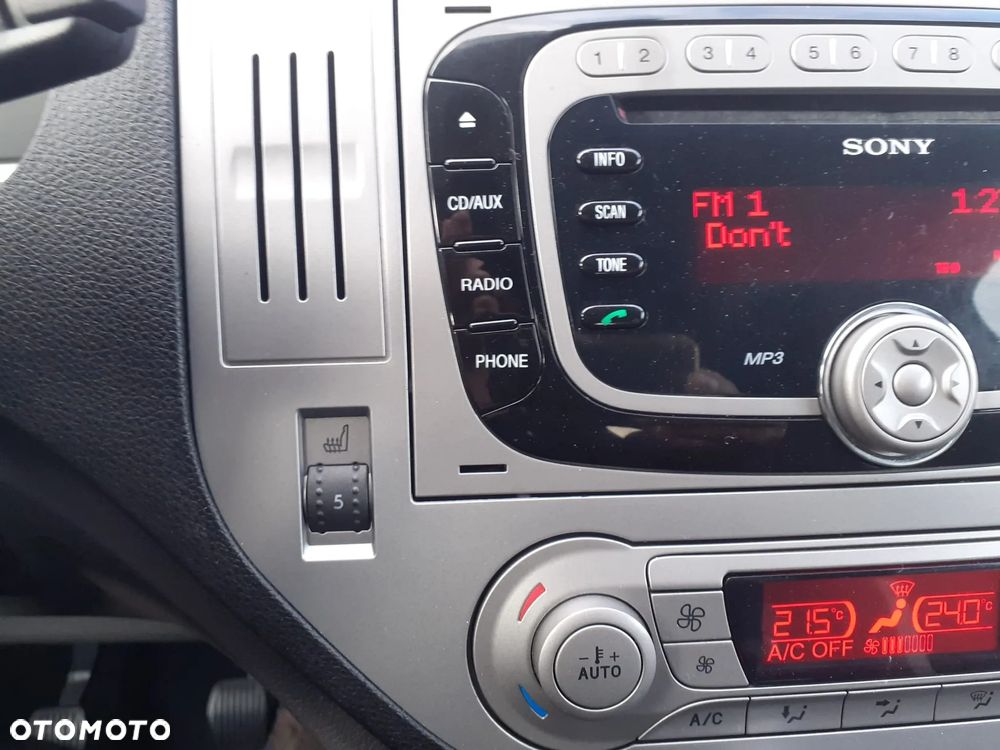 1 2 3 4 5 6 7 8
SONY
INFO
CD/AUX
SCAN
FM 1
Don't
TONE
RADIO
MP3
PHONE
5
21.5°C 24.0°C
A/C OFF
- + AUTO
A/C
OTOMOTO